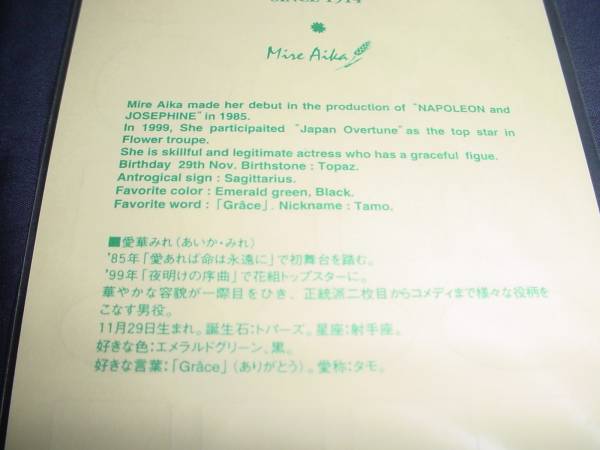 SINCE 1914
Mire Aika
Mire Aika made her debut in the production of "NAPOLEON and
JOSEPHINE" in 1985.
In 1999, She participaited "Japan Overtune" as the top star in
Flower troupe.
She is skillful and legitimate actress who has a graceful figue.
Birthday 29th Nov. Birthstone : Topaz.
Antrogical sign : Sagittarius.
Favorite color : Emerald green, Black.
Favorite word : 「Grâce」. Nickname : Tamo.
■愛華みれ(あいか・みれ)
'85年「愛あれば命は永遠に」で初舞台を踏む。
'99年「夜明けの序曲」で花組トップスターに。
華やかな容貌が一際目をひき、正統派二枚目からコメディまで様々な役柄を
こなす男役。
11月29日生まれ。誕生石:トパーズ。星座:射手座。
好きな色:エメラルドグリーン、黒。
好きな言葉:「Grâce」(ありがとう)。愛称:タモ。